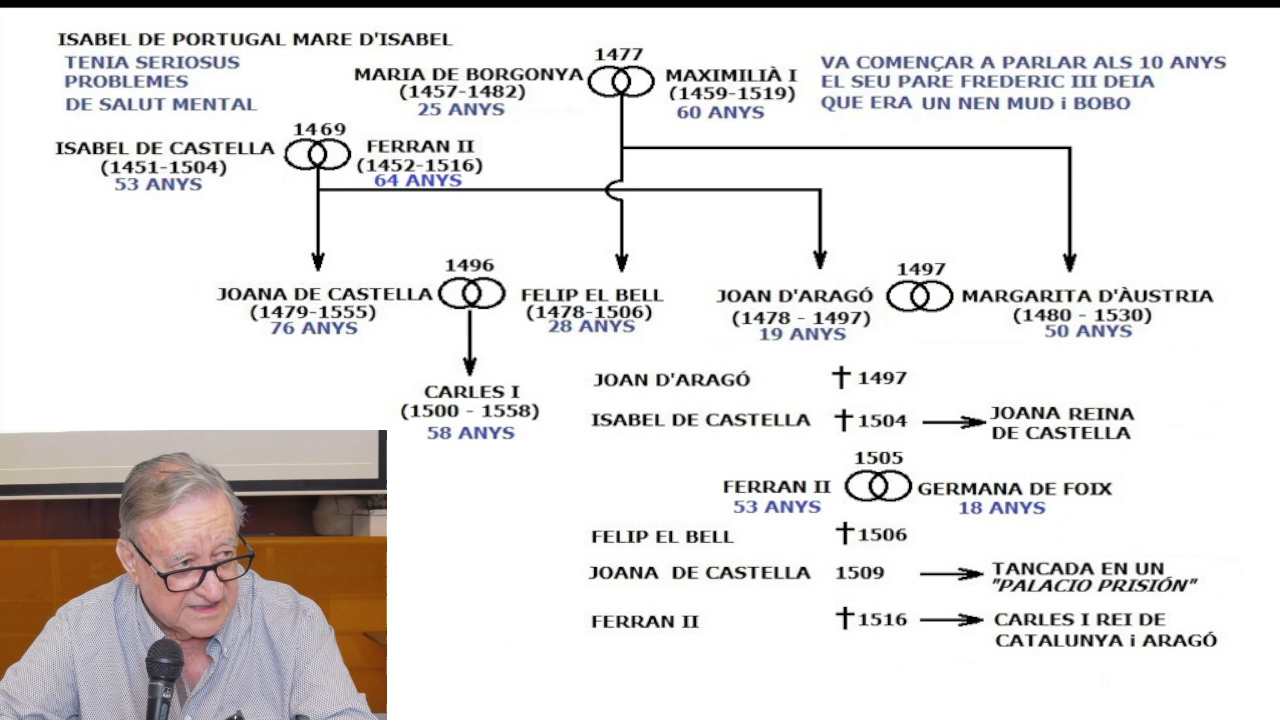 ISABEL DE PORTUGAL MARE D'ISABEL
TENIA SERIOSUS
PROBLEMES
DE SALUT MENTAL
1477
MARIA DE BORGONYA
(1457-1482)
25 ANYS
MAXIMILIÀ I
(1459-1519)
60 ANYS
VA COMENÇAR A PARLAR ALS 10 ANYS
EL SEU PARE FREDERIC III DEIA
QUE ERA UN NEN MUD i BOBO
1469
ISABEL DE CASTELLA
(1451-1504)
53 ANYS
FERRAN II
(1452-1516)
64 ANYS
1496
JOANA DE CASTELLA
(1479-1555)
76 ANYS
FELIP EL BELL
(1478-1506)
28 ANYS
1497
JOAN D'ARAGÓ
(1478 - 1497)
19 ANYS
MARGARITA D'ÀUSTRIA
(1480 - 1530)
50 ANYS
CARLES I
(1500 - 1558)
58 ANYS
JOAN D'ARAGÓ 1497
ISABEL DE CASTELLA 1504 JOANA REINA
DE CASTELLA
1505
FERRAN II GERMANA DE FOIX
53 ANYS 18 ANYS
FELIP EL BELL 1506
JOANA DE CASTELLA 1509 TANCADA EN UN
"PALACIO PRISIÓN"
FERRAN II 1516 CARLES I REI DE
CATALUNYA i ARAGÓ